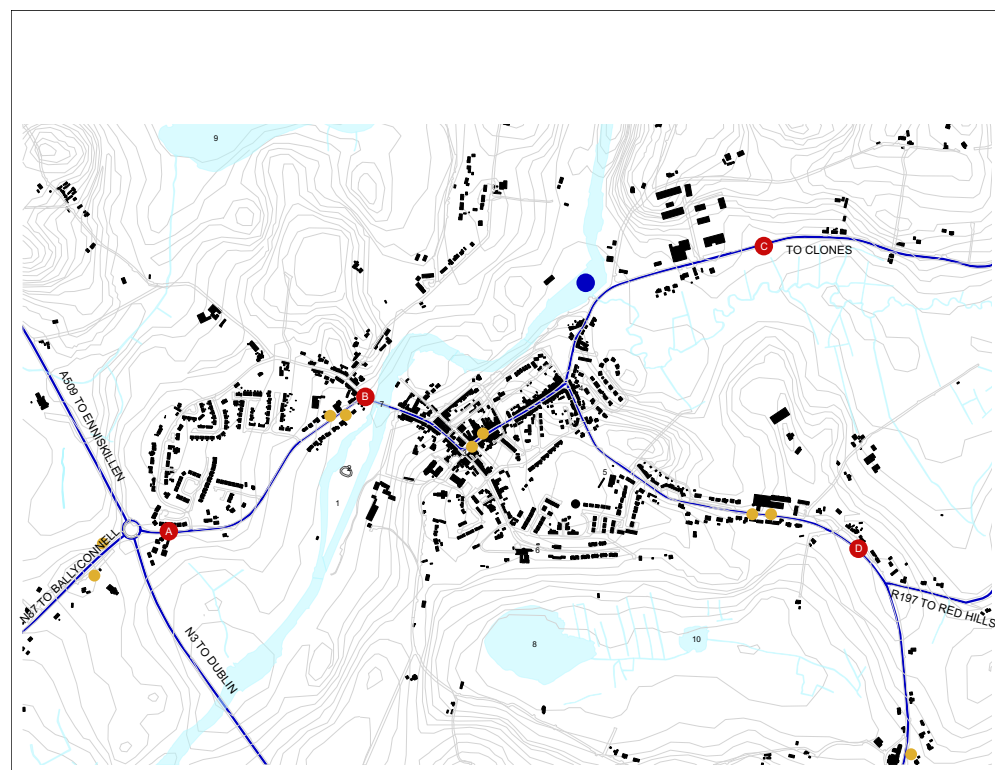 9
C
TO CLONES
A509 TO ENNISKILLEN
B
7
5
1
A
N87 TO BALLYCONNELL
6
D
R197 TO RED HILLS
N3 TO DUBLIN
8
10